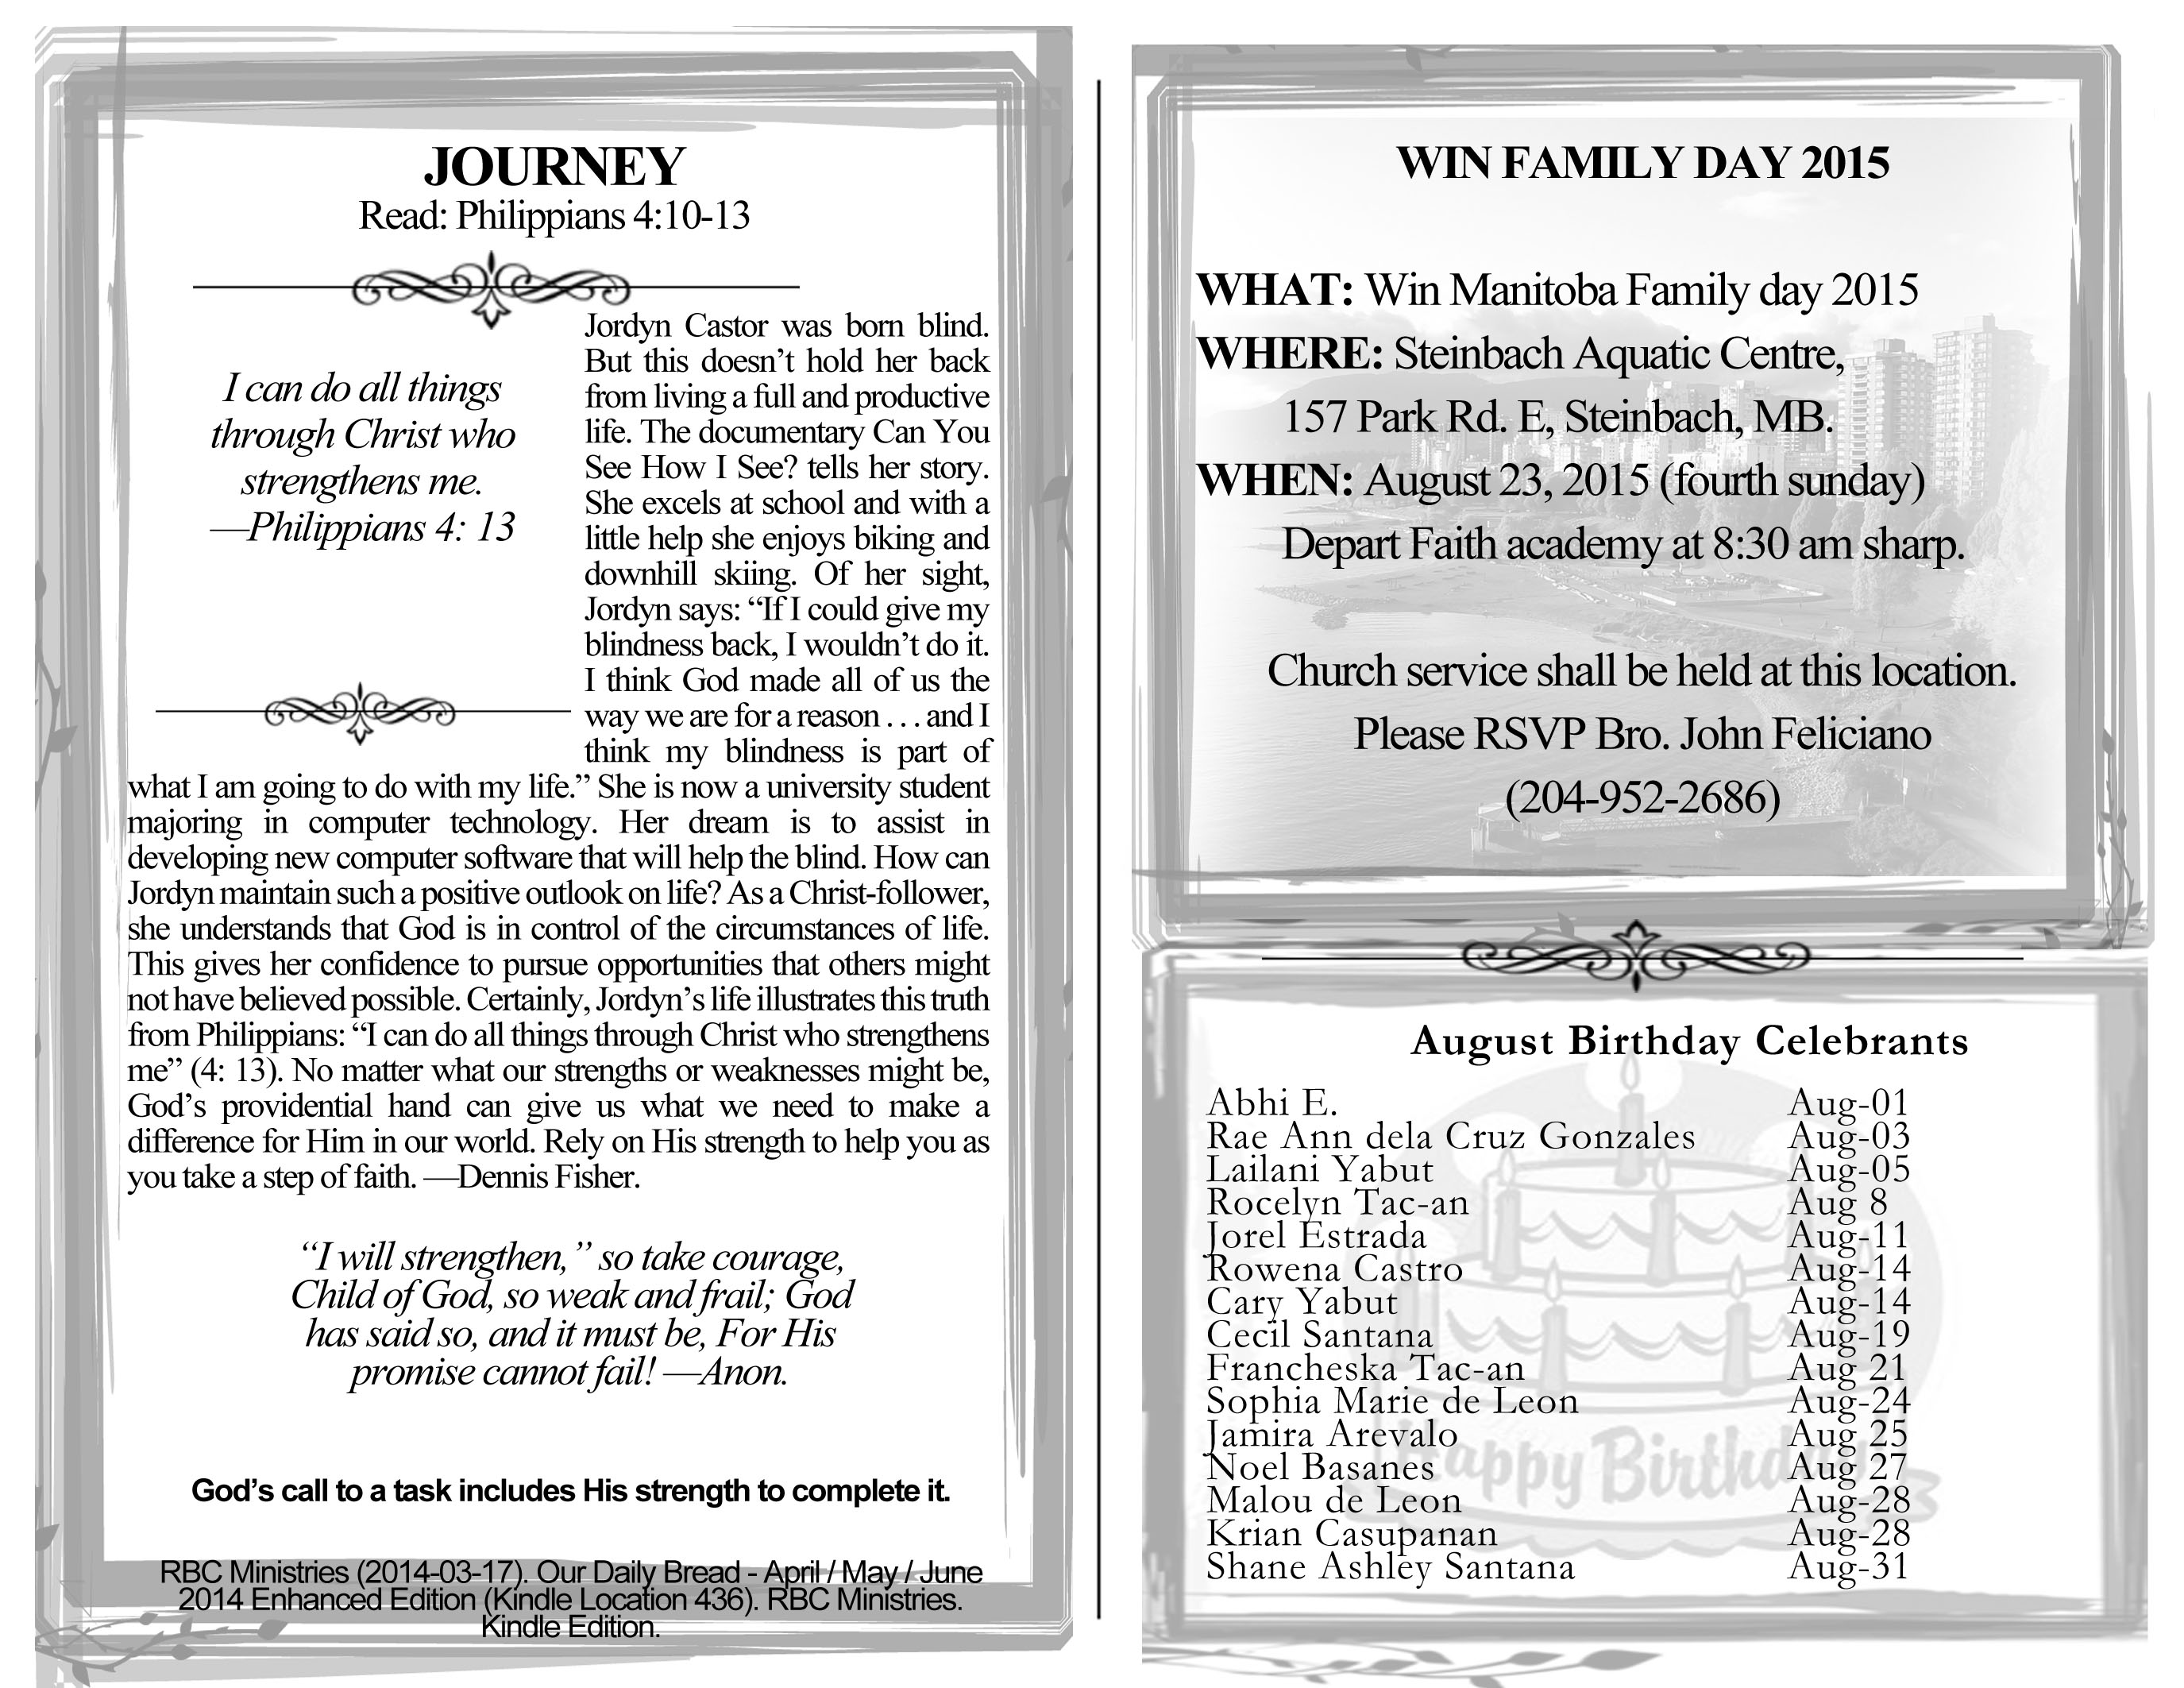 JOURNEY
Read: Philippians 4:10-13
I can do all things
through Christ who
strengthens me.
—Philippians 4: 13
Jordyn Castor was born blind.
But this doesn’t hold her back
from living a full and productive
life. The documentary Can You
See How I See? tells her story.
She excels at school and with a
little help she enjoys biking and
downhill skiing. Of her sight,
Jordyn says: “If I could give my
blindness back, I wouldn’t do it.
I think God made all of us the
way we are for a reason . . . and I
think my blindness is part of
what I am going to do with my life.” She is now a university student
majoring in computer technology. Her dream is to assist in
developing new computer software that will help the blind. How can
Jordyn maintain such a positive outlook on life? As a Christ-follower,
she understands that God is in control of the circumstances of life.
This gives her confidence to pursue opportunities that others might
not have believed possible. Certainly, Jordyn’s life illustrates this truth
from Philippians: “I can do all things through Christ who strengthens
me” (4: 13). No matter what our strengths or weaknesses might be,
God’s providential hand can give us what we need to make a
difference for Him in our world. Rely on His strength to help you as
you take a step of faith. —Dennis Fisher.
“I will strengthen,” so take courage,
Child of God, so weak and frail; God
has said so, and it must be, For His
promise cannot fail! —Anon.
God’s call to a task includes His strength to complete it.
RBC Ministries (2014-03-17). Our Daily Bread - April / May / June
2014 Enhanced Edition (Kindle Location 436). RBC Ministries.
Kindle Edition.
WIN FAMILY DAY 2015
WHAT: Win Manitoba Family day 2015
WHERE: Steinbach Aquatic Centre,
157 Park Rd. E, Steinbach, MB.
WHEN: August 23, 2015 (fourth sunday)
Depart Faith academy at 8:30 am sharp.
Church service shall be held at this location.
Please RSVP Bro. John Feliciano
(204-952-2686)
August Birthday Celebrants
Abhi E. Aug-01
Rae Ann dela Cruz Gonzales Aug-03
Lailani Yabut Aug-05
Rocelyn Tac-an Aug 8
Jorel Estrada Aug-11
Rowena Castro Aug-14
Cary Yabut Aug-14
Cecil Santana Aug-19
Francheska Tac-an Aug 21
Sophia Marie de Leon Aug-24
Jamira Arevalo Aug 25
Noel Basanes Aug 27
Malou de Leon Aug-28
Krian Casupanan Aug-28
Shane Ashley Santana Aug-31
Happy Birthday